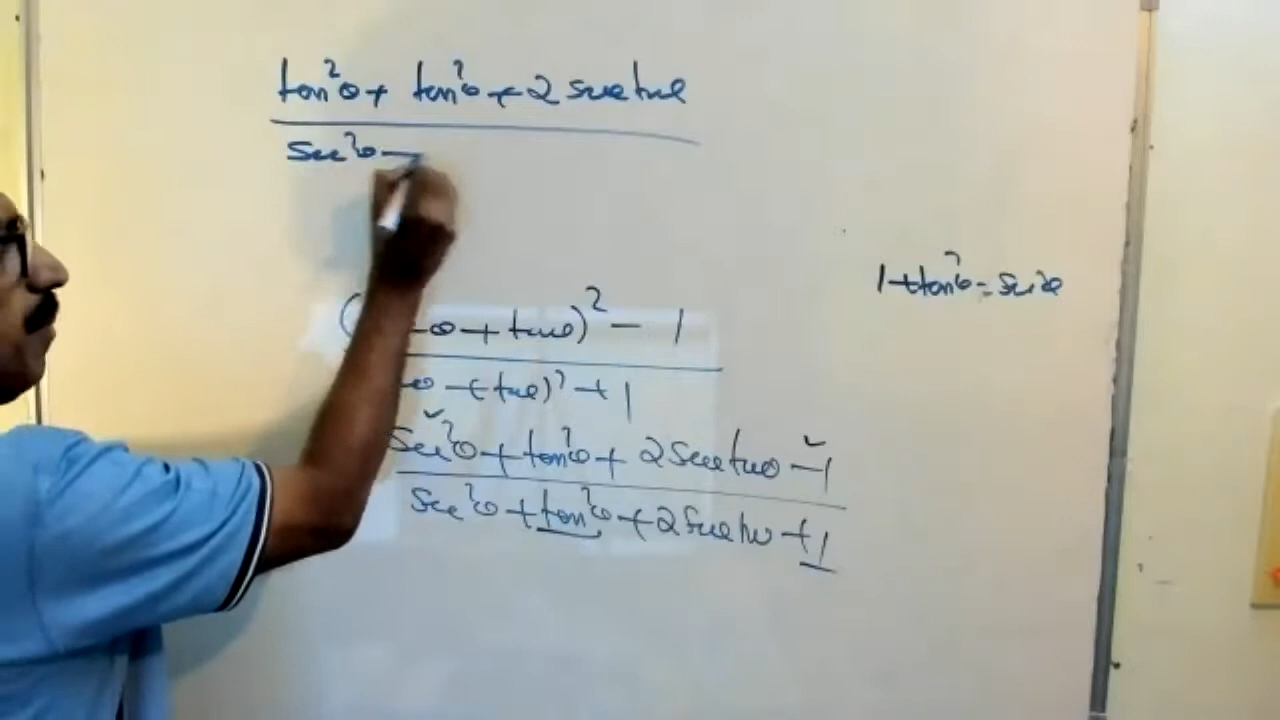 tan²θ + tan²θ + 2 secθ tanθ
sec²θ −
1+tan²θ = sec²θ
θ + tanθ)² − 1
θ + tanθ)² + 1
sec²θ + tan²θ + 2 secθ tanθ − 1
sec²θ + tan²θ + 2 secθ tanθ + 1